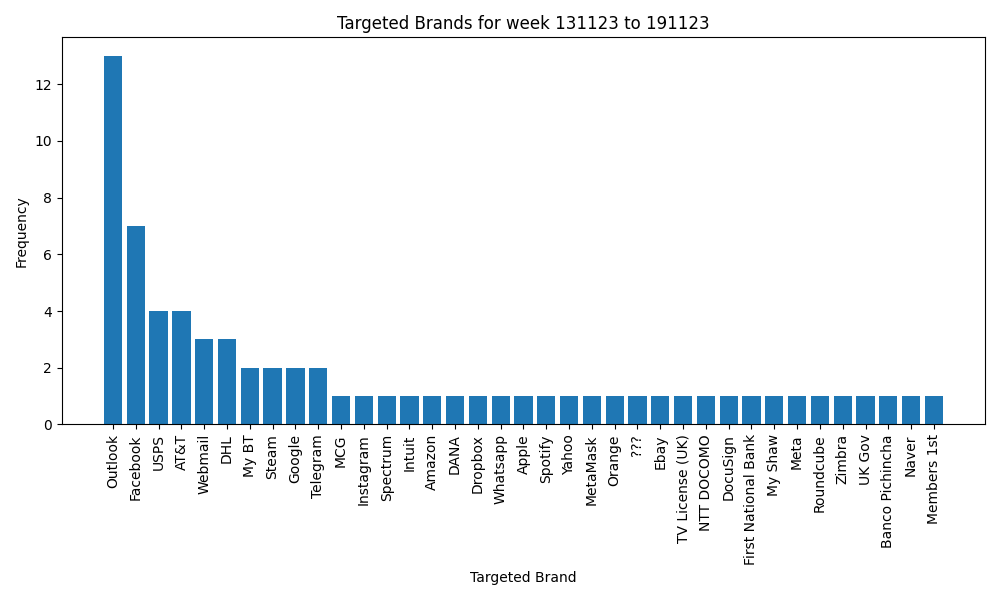 Targeted Brands for week 131123 to 191123
Frequency
12
10
8
6
4
2
0
Outlook
Facebook
USPS
AT&T
Webmail
DHL
My BT
Steam
Google
Telegram
MCG
Instagram
Spectrum
Intuit
Amazon
DANA
Dropbox
Whatsapp
Apple
Spotify
Yahoo
MetaMask
Orange
???
Ebay
TV License (UK)
NTT DOCOMO
DocuSign
First National Bank
My Shaw
Meta
Roundcube
Zimbra
UK Gov
Banco Pichincha
Naver
Members 1st
Targeted Brand